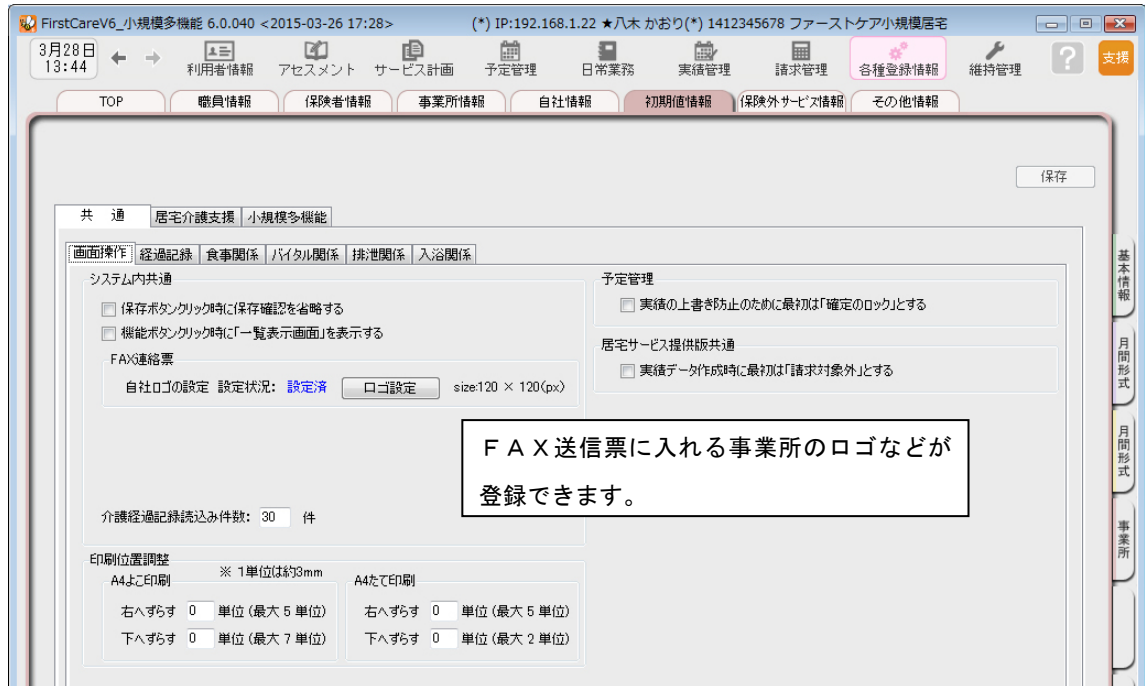 FirstCareV6_小規模多機能 6.0.040 <2015-03-26 17:28> (*) IP:192.168.1.22 ★八木 かおり(*) 1412345678 ファーストケア小規模居宅
3月28日
13:44
利用者情報 アセスメント サービス計画 予定管理 日常業務 実績管理 請求管理 各種登録情報 維持管理 ? 支援
TOP 職員情報 保険者情報 事業所情報 自社情報 初期値情報 保険外サービス情報 その他情報
保存
共 通 居宅介護支援 小規模多機能
画面操作 経過記録 食事関係 バイタル関係 排泄関係 入浴関係
システム内共通
保存ボタンクリック時に保存確認を省略する
機能ボタンクリック時に「一覧表示画面」を表示する
FAX連絡票
自社ロゴの設定 設定状況: 設定済 ロゴ設定 size:120 × 120(px)
介護経過記録読込み件数: 30 件
予定管理
実績の上書き防止のために最初は「確定のロック」とする
居宅サービス提供版共通
実績データ作成時に最初は「請求対象外」とする
FAX送信票に入れる事業所のロゴなどが
登録できます。
印刷位置調整
※ 1単位は約3mm
A4よこ印刷
右へずらす 0 単位 (最大 5 単位)
下へずらす 0 単位 (最大 7 単位)
A4たて印刷
右へずらす 0 単位 (最大 5 単位)
下へずらす 0 単位 (最大 2 単位)
基本情報
月間形式
月間形式
事業所